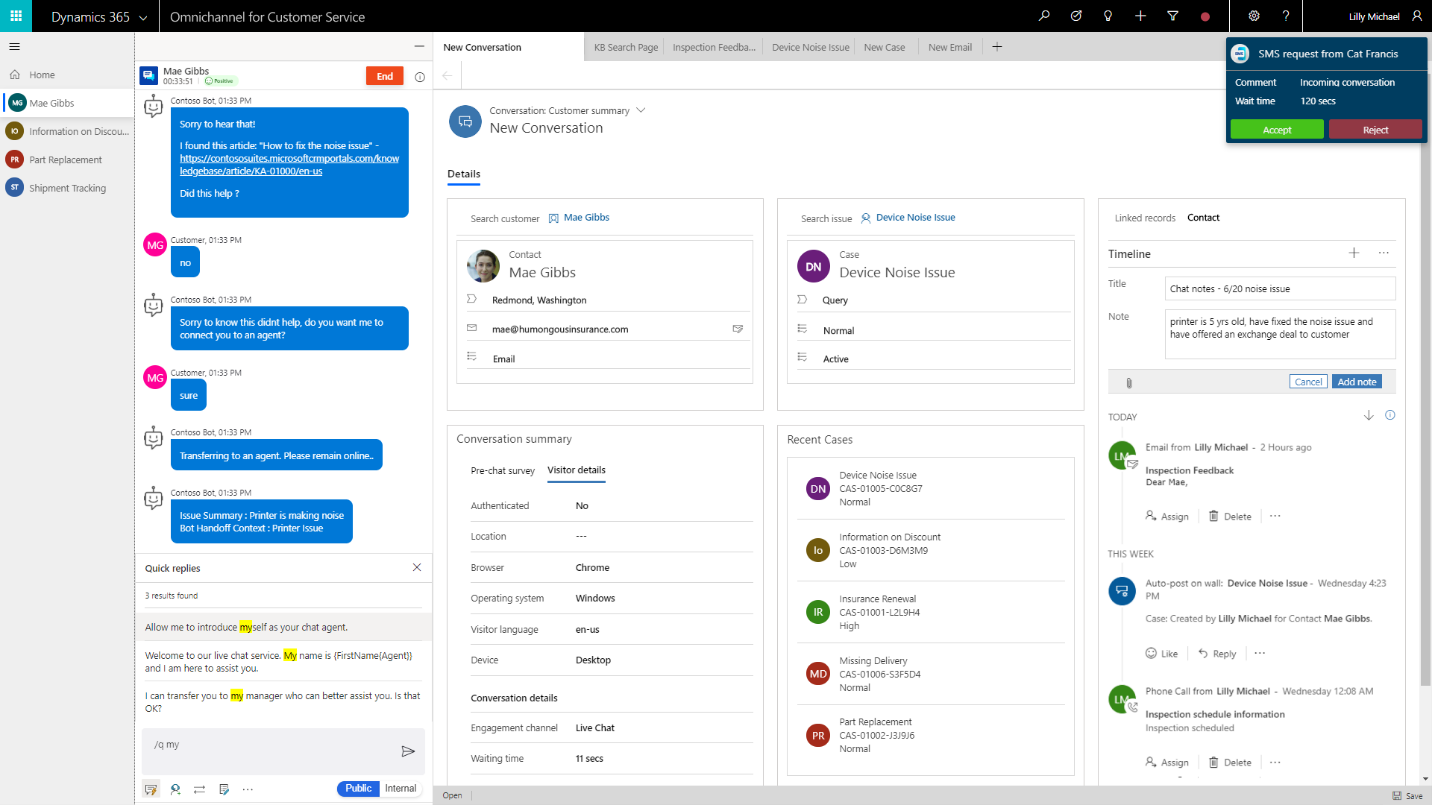 Dynamics 365
Omnichannel for Customer Service
Lilly Michael
Home
MG Mae Gibbs
IO Information on Discou...
PR Part Replacement
ST Shipment Tracking
Mae Gibbs
00:33:51
Positive
End
Contoso Bot, 01:33 PM
Sorry to hear that!
I found this article: "How to fix the noise issue" -
https://contososuites.microsoftcrmportals.com/know
ledgebase/article/KA-01000/en-us
Did this help ?
Customer, 01:33 PM
MG
no
Contoso Bot, 01:33 PM
Sorry to know this didnt help, do you want me to
connect you to an agent?
Customer, 01:33 PM
MG
sure
Contoso Bot, 01:33 PM
Transferring to an agent. Please remain online..
Contoso Bot, 01:33 PM
Issue Summary : Printer is making noise
Bot Handoff Context : Printer Issue
Quick replies
3 results found
Allow me to introduce myself as your chat agent.
Welcome to our live chat service. My name is {FirstName{Agent}}
and I am here to assist you.
I can transfer you to my manager who can better assist you. Is that
OK?
/q my
Public
Internal
New Conversation
KB Search Page
Inspection Feedba...
Device Noise Issue
New Case
New Email
Conversation: Customer summary
New Conversation
Details
Search customer
Mae Gibbs
Contact
Mae Gibbs
Redmond, Washington
mae@humongousinsurance.com
Email
Search issue
Device Noise Issue
DN
Case
Device Noise Issue
Query
Normal
Active
Conversation summary
Pre-chat survey
Visitor details
Authenticated No
Location ---
Browser Chrome
Operating system Windows
Visitor language en-us
Device Desktop
Conversation details
Engagement channel Live Chat
Waiting time 11 secs
Recent Cases
DN
Device Noise Issue
CAS-01005-C0C8G7
Normal
Io
Information on Discount
CAS-01003-D6M3M9
Low
IR
Insurance Renewal
CAS-01001-L2L9H4
High
MD
Missing Delivery
CAS-01006-S3F5D4
Normal
PR
Part Replacement
CAS-01002-J3J9J6
Normal
SMS request from Cat Francis
Comment Incoming conversation
Wait time 120 secs
Accept
Reject
Linked records
Contact
Timeline
Title
Chat notes - 6/20 noise issue
Note
printer is 5 yrs old, have fixed the noise issue and
have offered an exchange deal to customer
Cancel
Add note
TODAY
LM
Email from Lilly Michael - 2 Hours ago
Inspection Feedback
Dear Mae,
Assign
Delete
THIS WEEK
Auto-post on wall: Device Noise Issue - Wednesday 4:23
PM
Case: Created by Lilly Michael for Contact Mae Gibbs.
Like
Reply
LM
Phone Call from Lilly Michael - Wednesday 12:08 AM
Inspection schedule information
Inspection scheduled
Assign
Delete
Open
Save